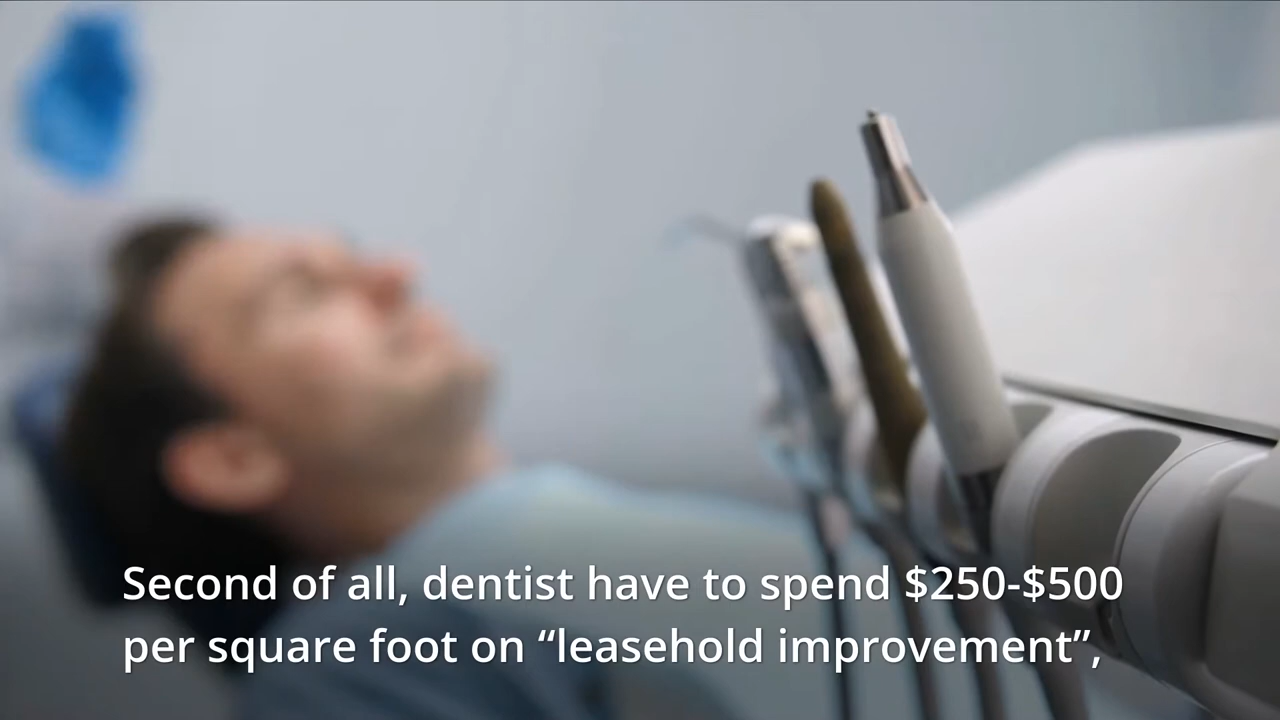 Second of all, dentist have to spend $250-$500
per square foot on “leasehold improvement”,